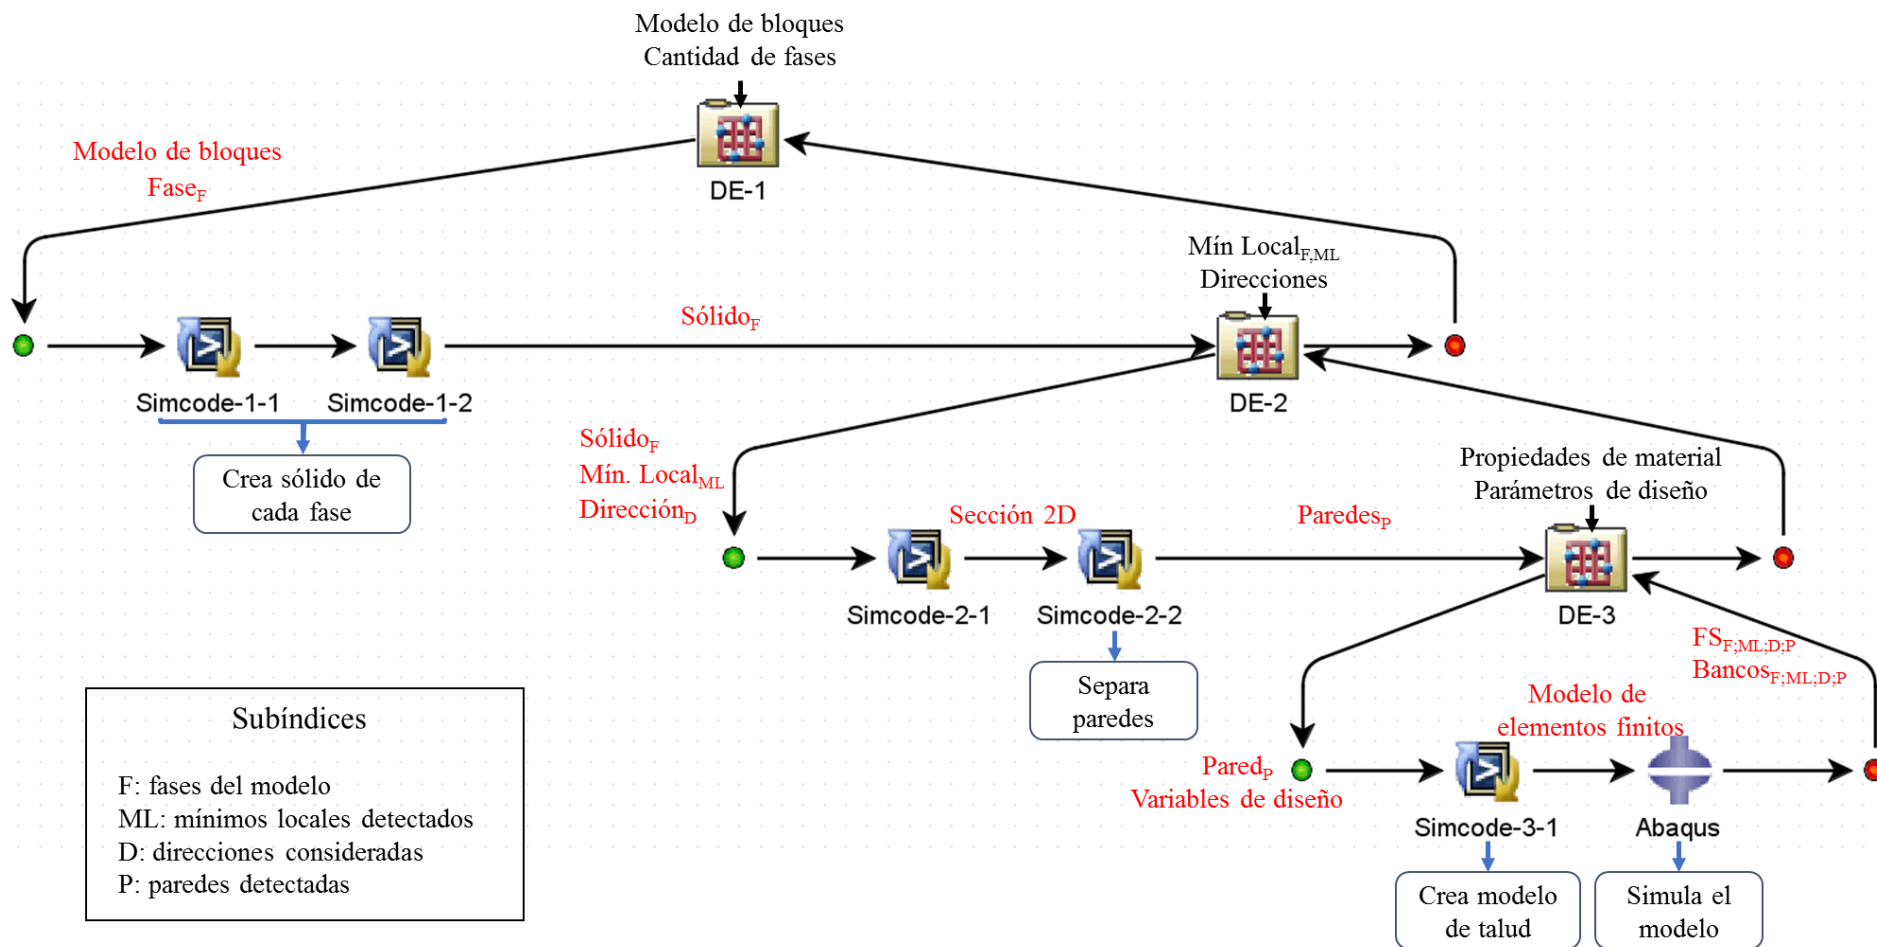 Modelo de bloques
Cantidad de fases
DE-1
Modelo de bloques
Fase_F
Mín Local_F,ML
Direcciones
DE-2
Sólido_F
Simcode-1-1
Simcode-1-2
Crea sólido de
cada fase
Sólido_F
Mín. Local_ML
Dirección_D
Propiedades de material
Parámetros de diseño
DE-3
Sección 2D
Paredes_P
Simcode-2-1
Simcode-2-2
Separa
paredes
FS_F;ML;D;P
Bancos_F;ML;D;P
Modelo de
elementos finitos
Pared_P
Variables de diseño
Simcode-3-1
Abaqus
Crea modelo
de talud
Simula el
modelo
Subíndices
F: fases del modelo
ML: mínimos locales detectados
D: direcciones consideradas
P: paredes detectadas